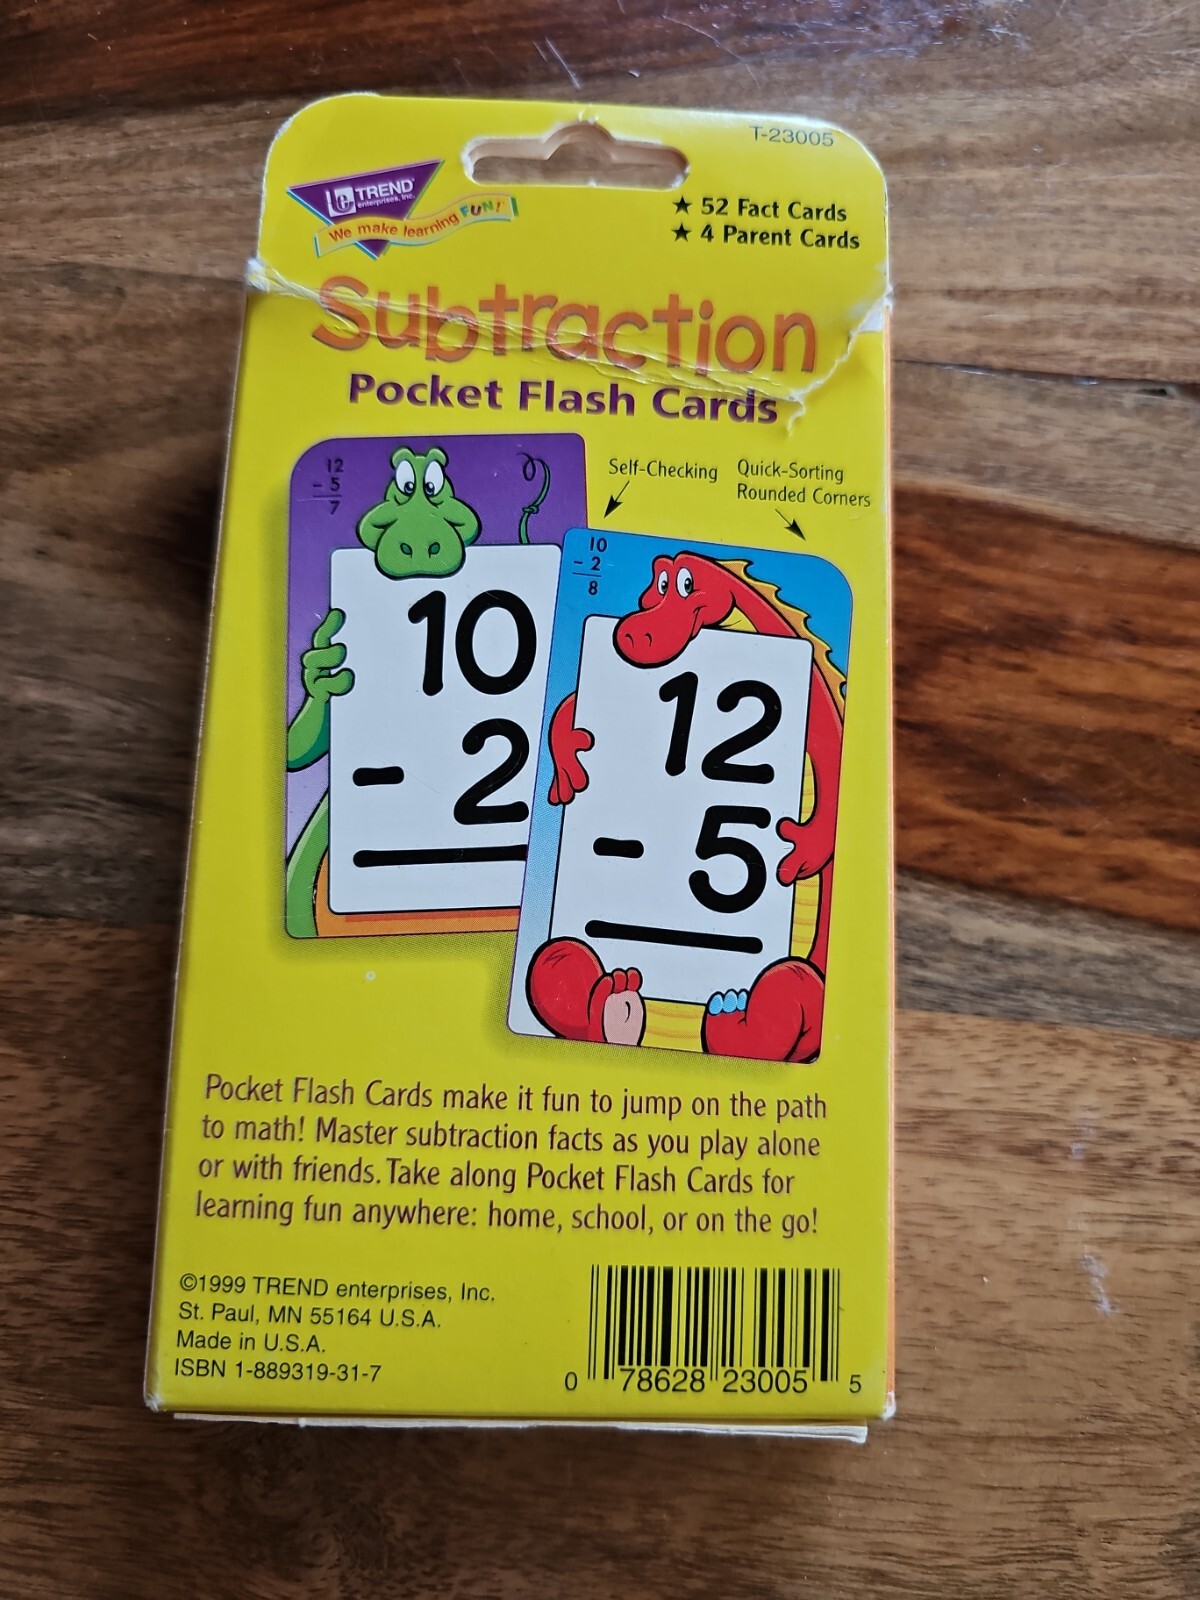 T-23005
TREND
enterprises, Inc.
We make learning FUN!
★ 52 Fact Cards
★ 4 Parent Cards
Subtraction
Pocket Flash Cards
Self-Checking
Quick-Sorting
Rounded Corners
12
- 5
7
10
- 2
10
- 2
8
12
- 5
Pocket Flash Cards make it fun to jump on the path
to math! Master subtraction facts as you play alone
or with friends. Take along Pocket Flash Cards for
learning fun anywhere: home, school, or on the go!
©1999 TREND enterprises, Inc.
St. Paul, MN 55164 U.S.A.
Made in U.S.A.
ISBN 1-889319-31-7
0 78628 23005 5